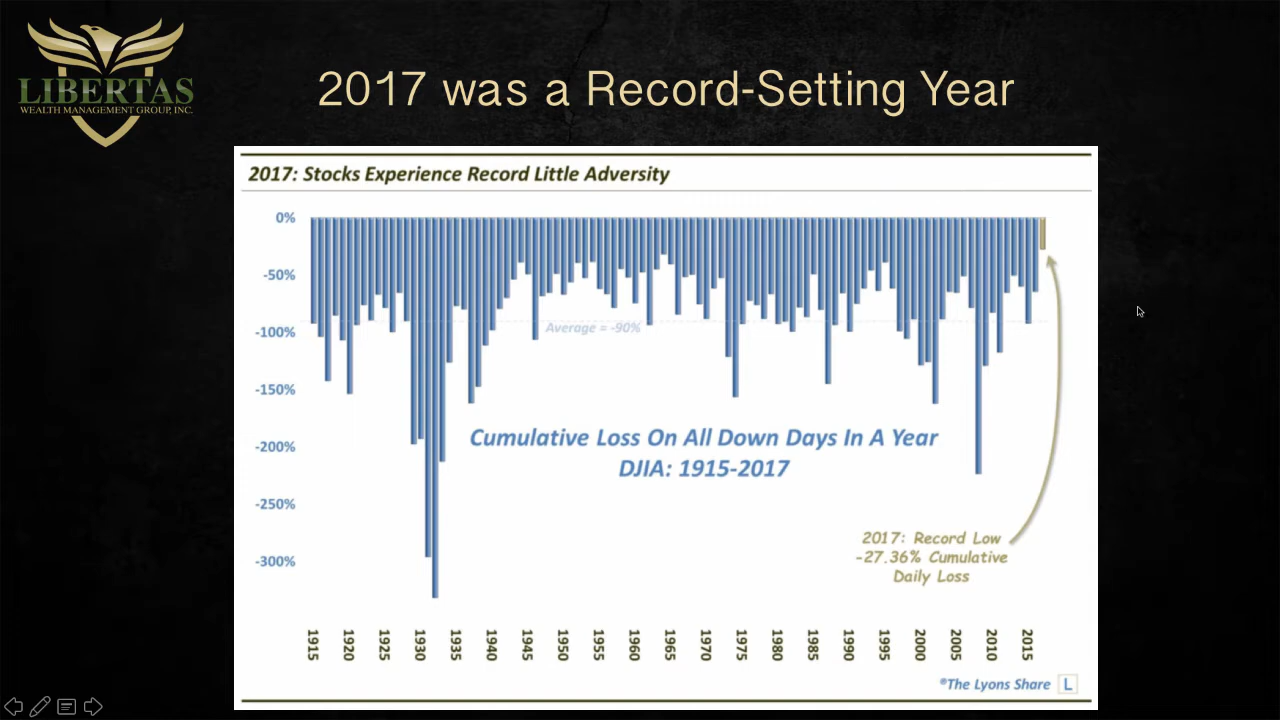 LIBERTAS
WEALTH MANAGEMENT GROUP, INC.
2017 was a Record-Setting Year
2017: Stocks Experience Record Little Adversity
0%
-50%
-100%
-150%
-200%
-250%
-300%
Average = -90%
Cumulative Loss On All Down Days In A Year
DJIA: 1915-2017
2017: Record Low
-27.36% Cumulative
Daily Loss
1915
1920
1925
1930
1935
1940
1945
1950
1955
1960
1965
1970
1975
1980
1985
1990
1995
2000
2005
2010
2015
®The Lyons Share L